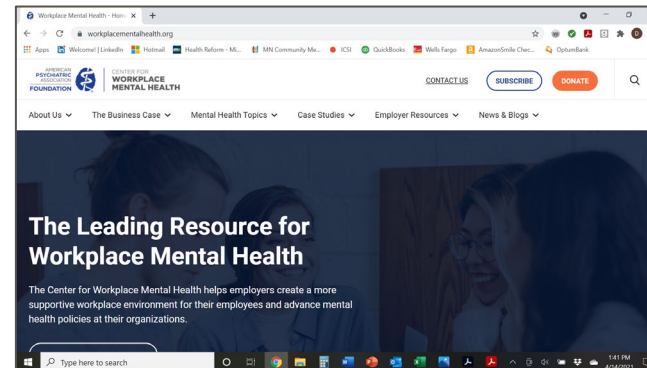 Workplace Mental Health - Hom
workplacementalhealth.org
Apps Welcome! | LinkedIn Hotmail Health Reform - Mi... MN Community Me... ICSI QuickBooks Wells Fargo AmazonSmile Chec... OptumBank
AMERICAN
PSYCHIATRIC
ASSOCIATION
FOUNDATION
CENTER FOR
WORKPLACE
MENTAL HEALTH
CONTACT US SUBSCRIBE DONATE
About Us The Business Case Mental Health Topics Case Studies Employer Resources News & Blogs
The Leading Resource for
Workplace Mental Health
The Center for Workplace Mental Health helps employers create a more
supportive workplace environment for their employees and advance mental
health policies at their organizations.
Type here to search
1:41 PM
4/14/2021